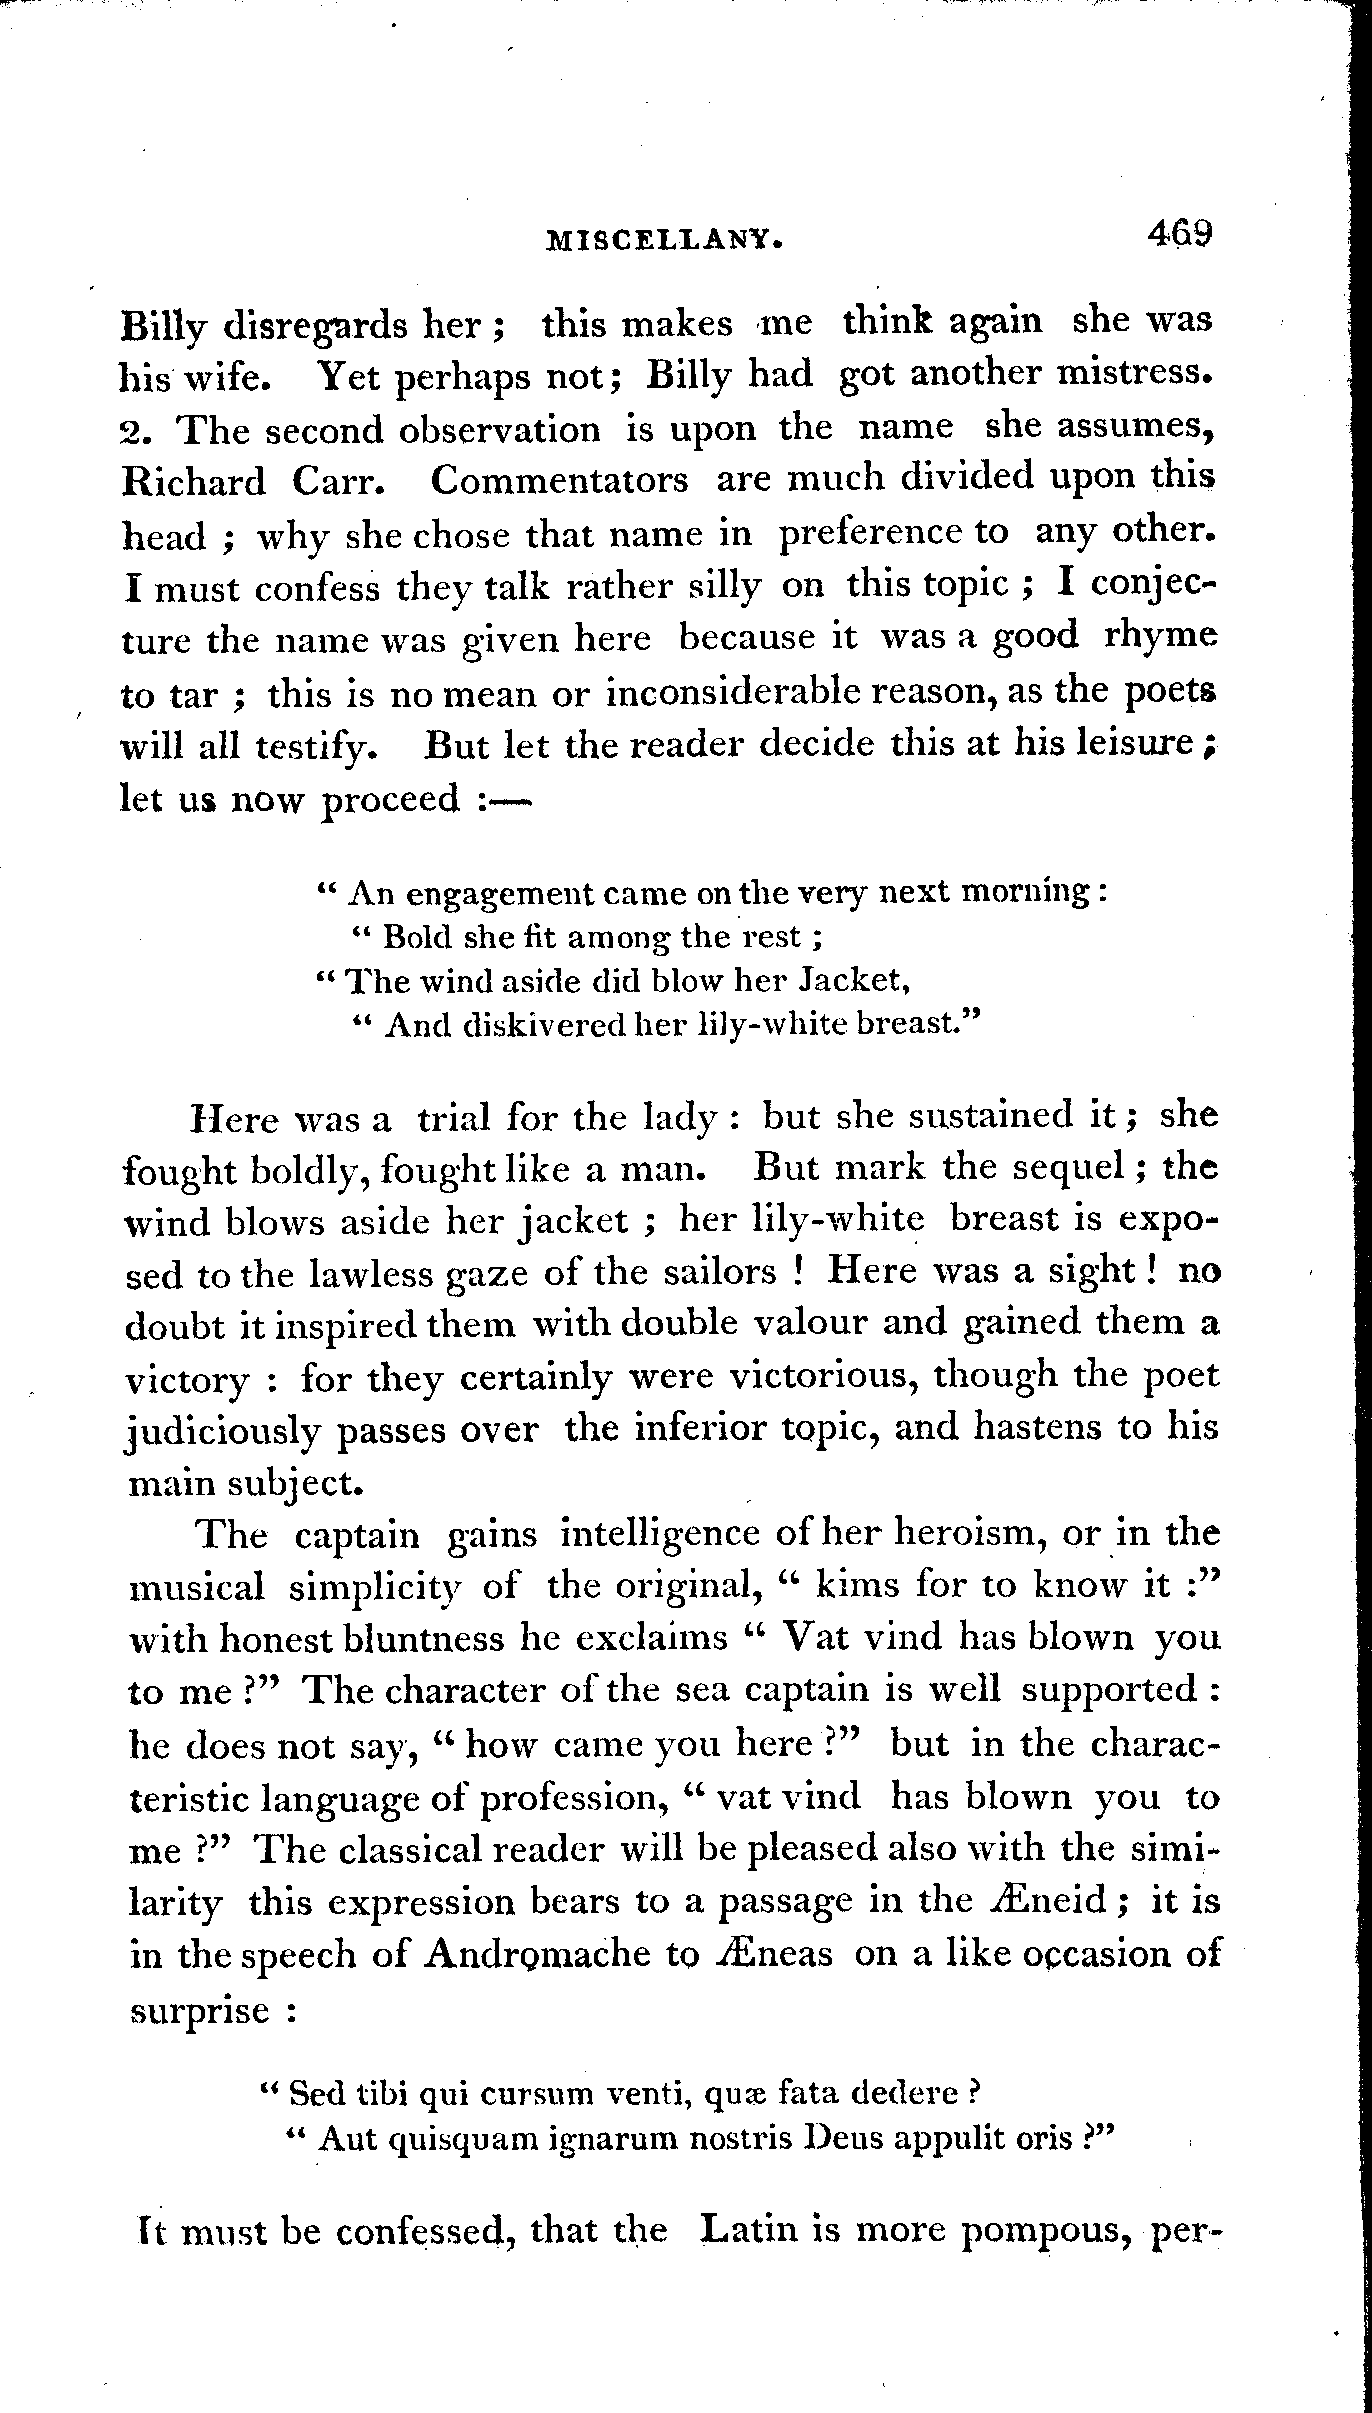 MISCELLANY. 469
Billy disregards her ; this makes me think again she was
his wife. Yet perhaps not; Billy had got another mistress.
2. The second observation is upon the name she assumes,
Richard Carr. Commentators are much divided upon this
head ; why she chose that name in preference to any other.
I must confess they talk rather silly on this topic ; I conjec-
ture the name was given here because it was a good rhyme
to tar ; this is no mean or inconsiderable reason, as the poets
will all testify. But let the reader decide this at his leisure ;
let us now proceed :—
“ An engagement came on the very next morning :
“ Bold she fit among the rest ;
“ The wind aside did blow her Jacket,
“ And diskivered her lily-white breast.”
Here was a trial for the lady : but she sustained it ; she
fought boldly, fought like a man. But mark the sequel ; the
wind blows aside her jacket ; her lily-white breast is expo-
sed to the lawless gaze of the sailors ! Here was a sight ! no
doubt it inspired them with double valour and gained them a
victory : for they certainly were victorious, though the poet
judiciously passes over the inferior topic, and hastens to his
main subject.
The captain gains intelligence of her heroism, or in the
musical simplicity of the original, “ kims for to know it :”
with honest bluntness he exclaims “ Vat vind has blown you
to me ?” The character of the sea captain is well supported :
he does not say, “ how came you here ?” but in the charac-
teristic language of profession, “ vat vind has blown you to
me ?” The classical reader will be pleased also with the simi-
larity this expression bears to a passage in the Æneid ; it is
in the speech of Andromache to Æneas on a like occasion of
surprise :
“ Sed tibi qui cursum venti, quæ fata dedere ?
“ Aut quisquam ignarum nostris Deus appulit oris ?”
It must be confessed, that the Latin is more pompous, per-